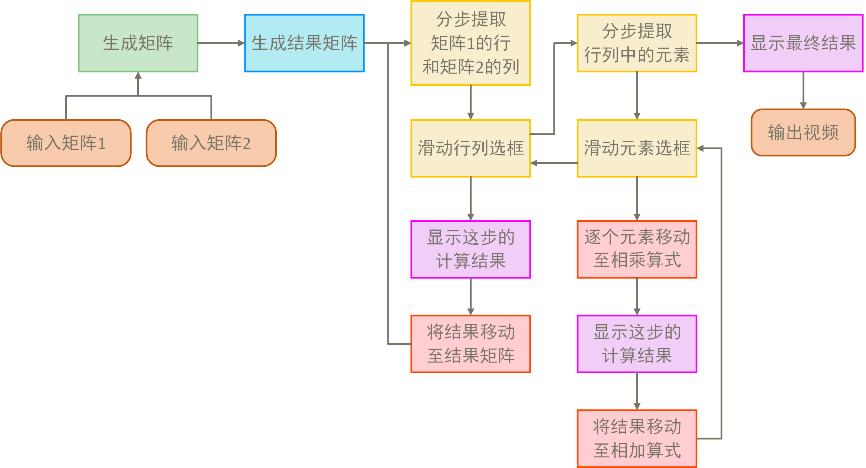 生成矩阵
生成结果矩阵
分步提取
矩阵1的行
和矩阵2的列
分步提取
行列中的元素
显示最终结果
输入矩阵1
输入矩阵2
滑动行列选框
滑动元素选框
输出视频
显示这步的
计算结果
逐个元素移动
至相乘算式
将结果移动
至结果矩阵
显示这步的
计算结果
将结果移动
至相加算式